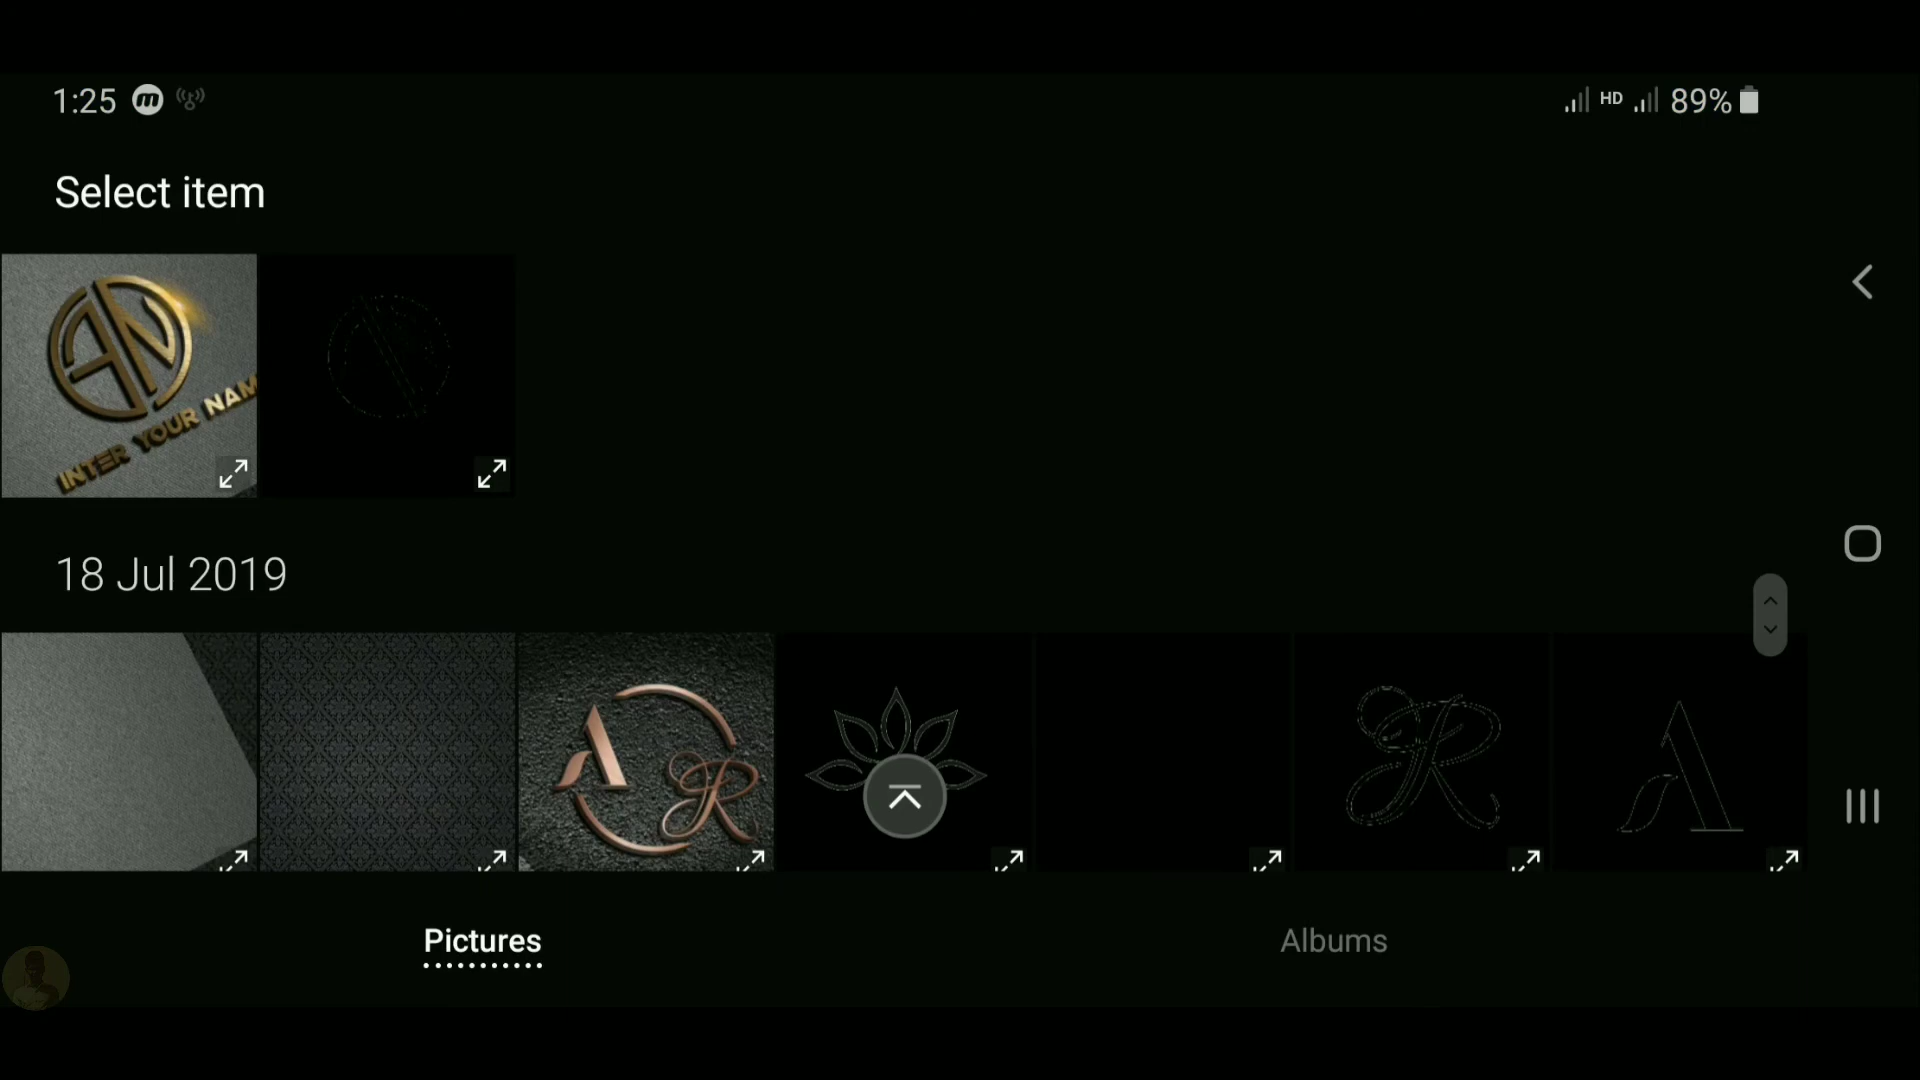 1:25
HD 89%
Select item
INTER YOUR NAM
18 Jul 2019
A R
R
A
Pictures
Albums